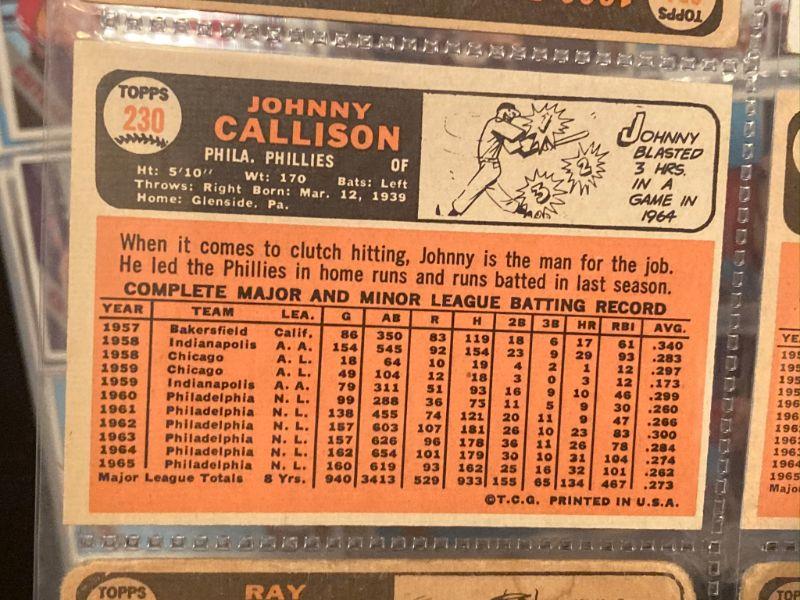 TOPPS
TOPPS
230
JOHNNY
CALLISON
PHILA. PHILLIES OF
Ht: 5/10" Wt: 170 Bats: Left
Throws: Right Born: Mar. 12, 1939
Home: Glenside, Pa.
1
2
3
JOHNNY
BLASTED
3 HRS.
IN A
GAME IN
1964
When it comes to clutch hitting, Johnny is the man for the job.
He led the Phillies in home runs and runs batted in last season.
COMPLETE MAJOR AND MINOR LEAGUE BATTING RECORD
YEAR TEAM LEA. G AB R H 2B 3B HR RBI AVG.
1957 Bakersfield Calif. 86 350 83 119 18 6 17 61 .340
1958 Indianapolis A. A. 154 545 92 154 23 9 29 93 .283
1958 Chicago A. L. 18 64 10 19 4 2 1 12 .297
1959 Chicago A. L. 49 104 12 18 3 0 3 12 .173
1959 Indianapolis A. A. 79 311 51 93 16 9 10 46 .299
1960 Philadelphia N. L. 99 288 36 75 11 5 9 30 .260
1961 Philadelphia N. L. 138 455 74 121 20 11 9 47 .266
1962 Philadelphia N. L. 157 603 107 181 26 10 23 83 .300
1963 Philadelphia N. L. 157 626 96 178 36 11 26 78 .284
1964 Philadelphia N. L. 162 654 101 179 30 10 31 104 .274
1965 Philadelphia N. L. 160 619 93 162 25 16 32 101 .262
Major League Totals 8 Yrs. 940 3413 529 933 155 65 134 467 .273
©T.C.G. PRINTED IN U.S.A.
TOPPS
RAY